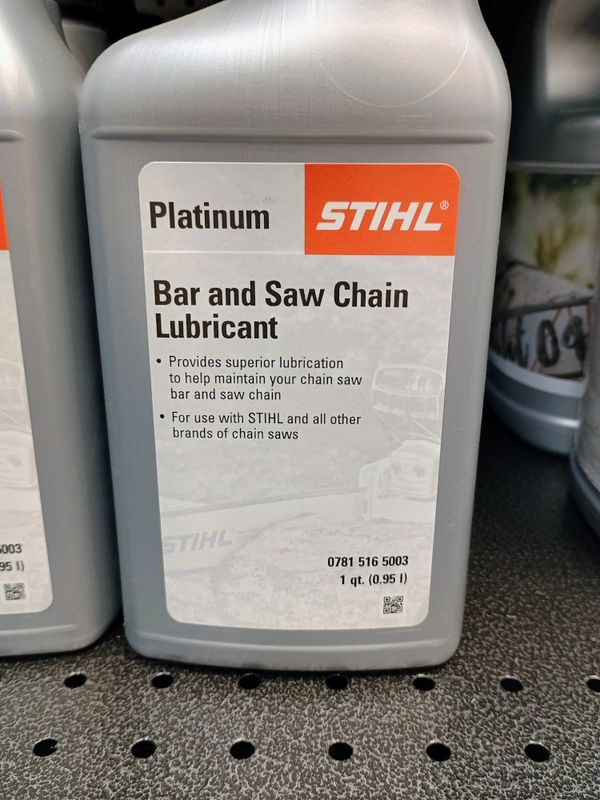 Platinum
STIHL®
Bar and Saw Chain
Lubricant
• Provides superior lubrication
to help maintain your chain saw
bar and saw chain
• For use with STIHL and all other
brands of chain saws
STIHL
0781 516 5003
1 qt. (0.95 l)
5003
95 l)